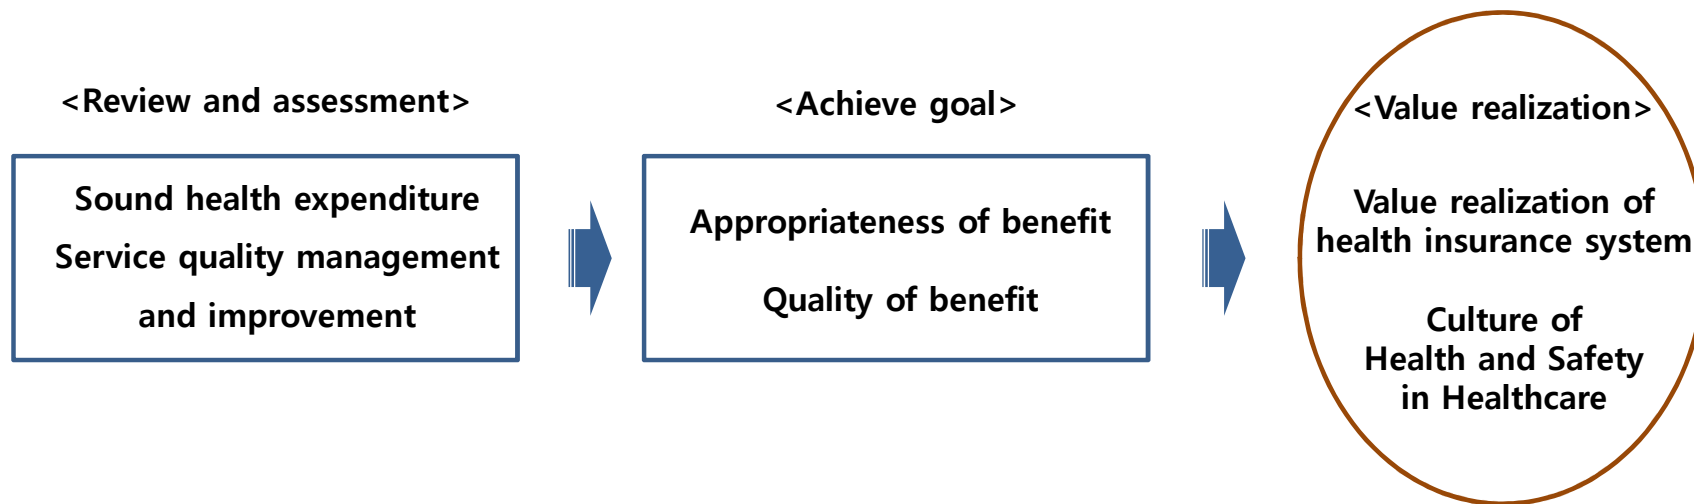 <Review and assessment>
Sound health expenditure
Service quality management
and improvement
<Achieve goal>
Appropriateness of benefit
Quality of benefit
<Value realization>
Value realization of
health insurance system
Culture of
Health and Safety
in Healthcare